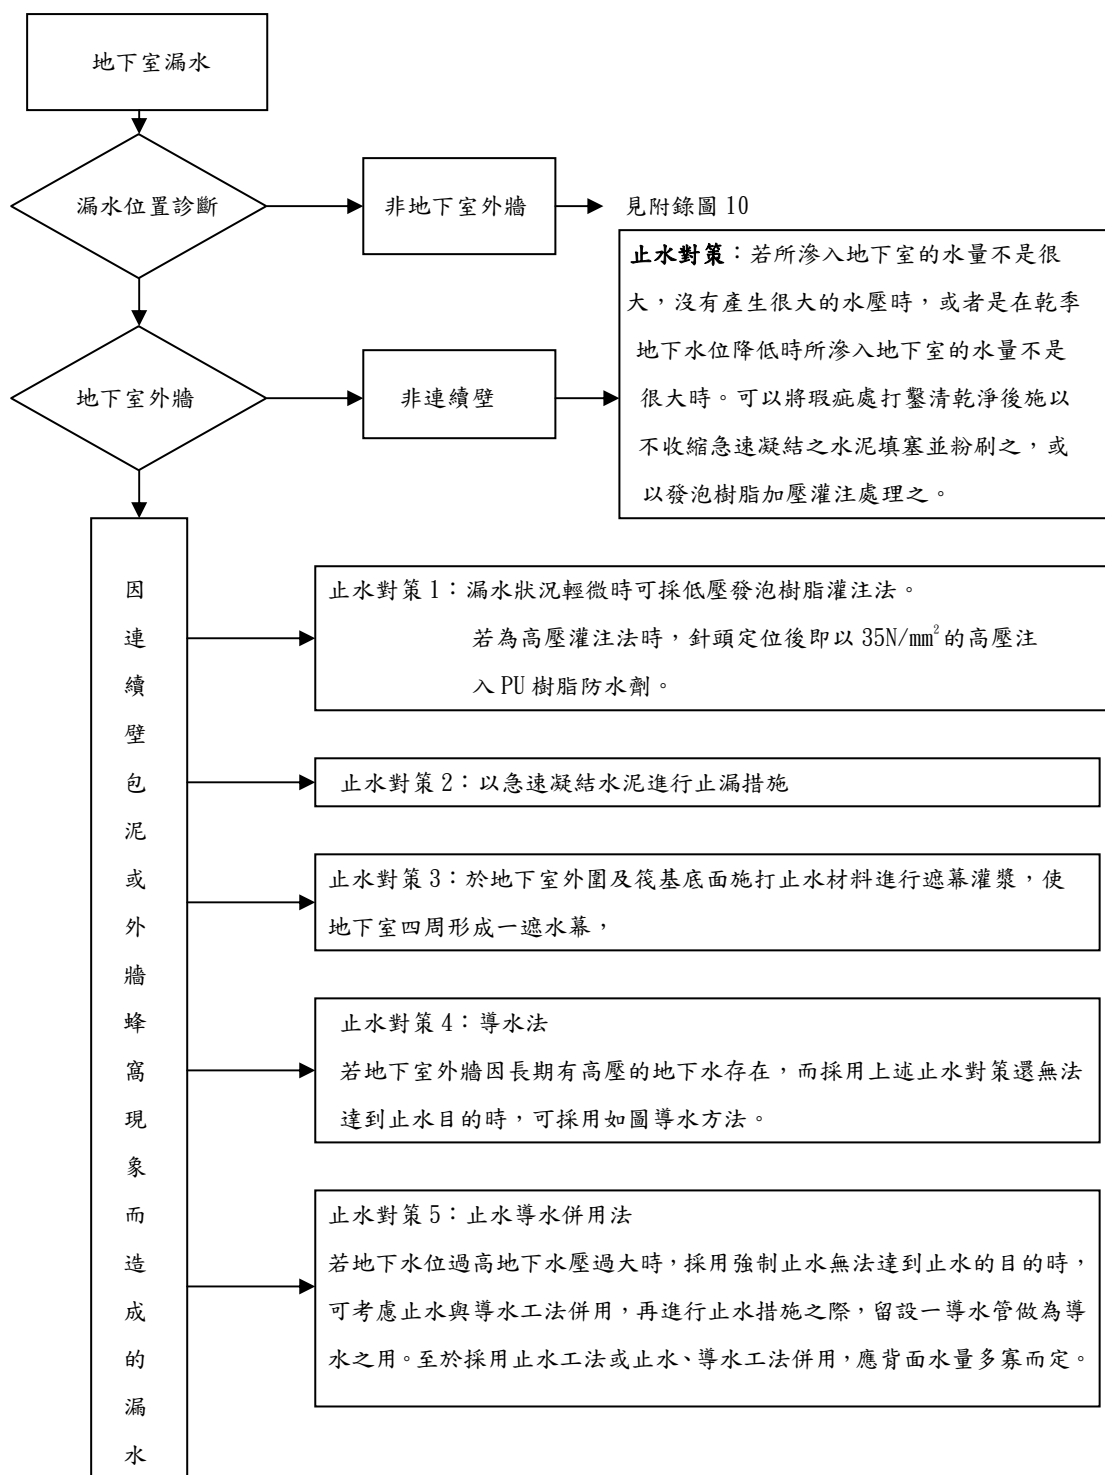 地下室漏水
漏水位置診斷
非地下室外牆
見附錄圖 10
止水對策：若所滲入地下室的水量不是很
大，沒有產生很大的水壓時，或者是在乾季
地下水位降低時所滲入地下室的水量不是
很大時。可以將瑕疵處打鑿清乾淨後施以
不收縮急速凝結之水泥填塞並粉刷之，或
以發泡樹脂加壓灌注處理之。
地下室外牆
非連續壁
因
連
續
壁
包
泥
或
外
牆
蜂
窩
現
象
而
造
成
的
漏
水
止水對策 1：漏水狀況輕微時可採低壓發泡樹脂灌注法。
若為高壓灌注法時，針頭定位後即以 35N/mm²的高壓注
入 PU 樹脂防水劑。
止水對策 2：以急速凝結水泥進行止漏措施
止水對策 3：於地下室外圍及筏基底面施打止水材料進行遮幕灌漿，使
地下室四周形成一遮水幕，
止水對策 4：導水法
若地下室外牆因長期有高壓的地下水存在，而採用上述止水對策還無法
達到止水目的時，可採用如圖導水方法。
止水對策 5：止水導水併用法
若地下水位過高地下水壓過大時，採用強制止水無法達到止水的目的時，
可考慮止水與導水工法併用，再進行止水措施之際，留設一導水管做為導
水之用。至於採用止水工法或止水、導水工法併用，應背面水量多寡而定。